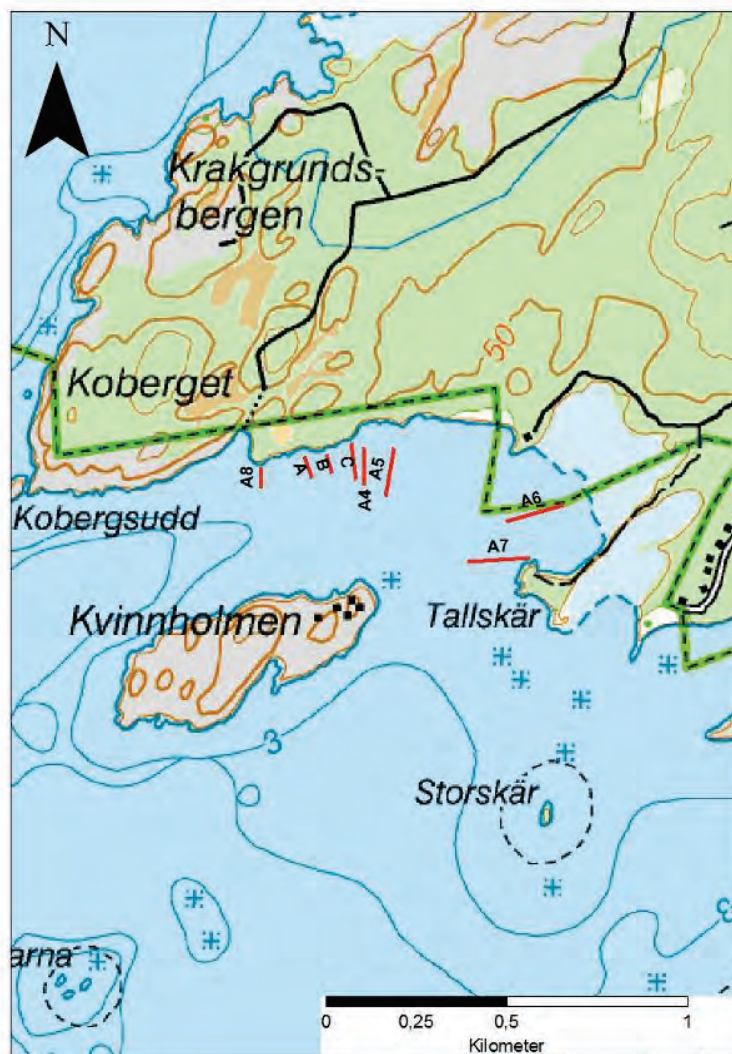 N
Krakgrunds-
bergen
50
Koberget
A8
A
B
C
A4
A5
A6
A7
Kobergsudd
Kvinnholmen
Tallskär
3
Storskär
3
arna
0 0,25 0,5 1
Kilometer